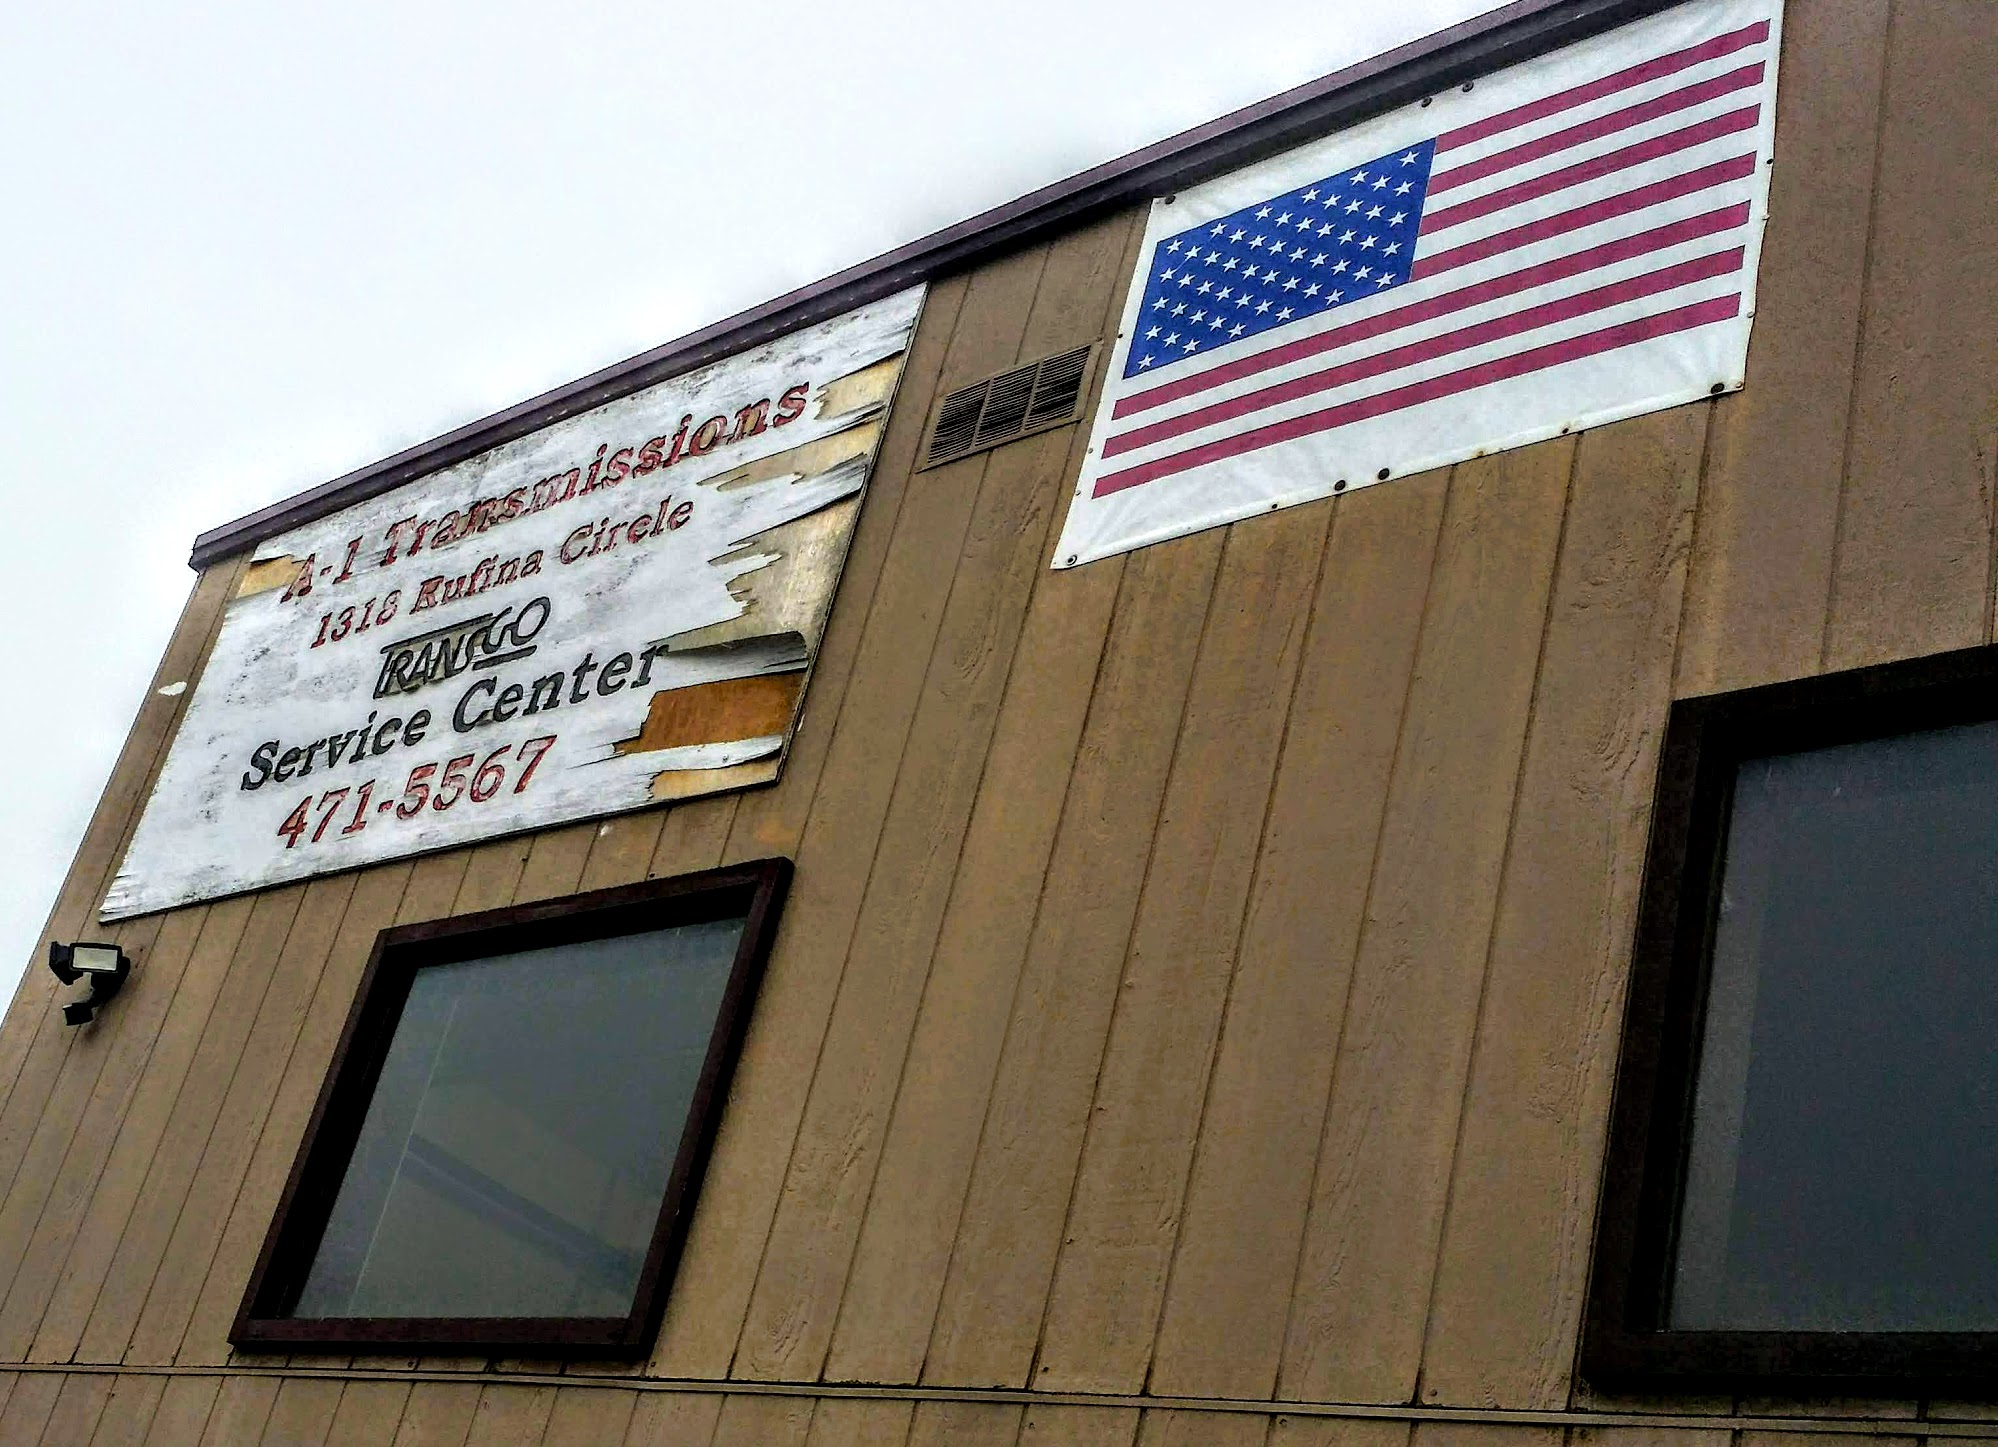 A-1 Transmissions
1318 Rufina Circle
TRANSGO
Service Center
471-5567